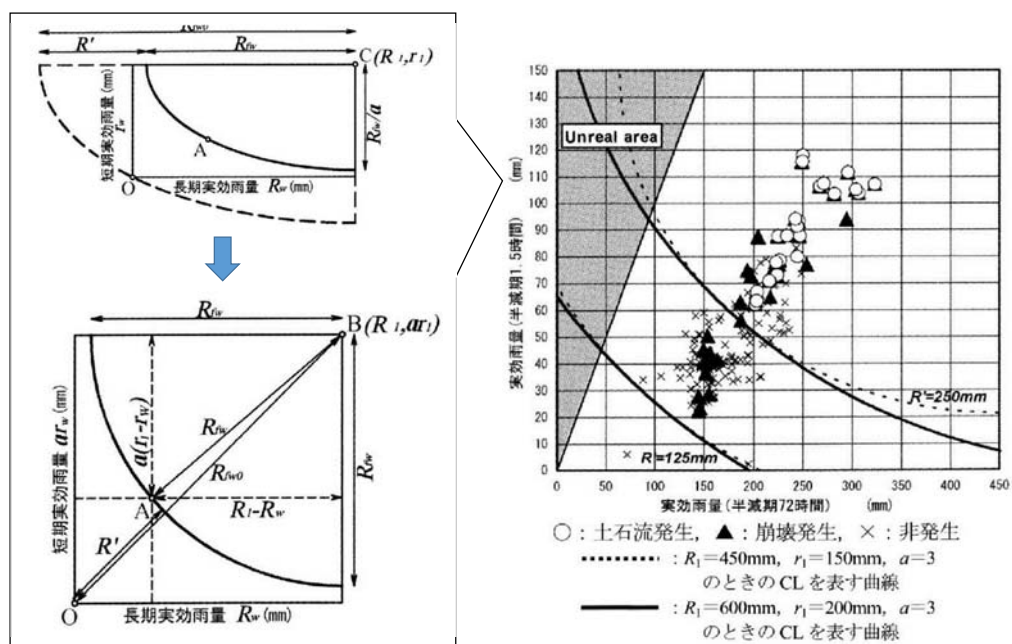 R_fw0
R'
R_fw
C(R_1,r_1)
短期実効雨量 (mm)
r_w
R_fw/a
A
O
長期実効雨量 R_w(mm)
R_fw
B(R_1,ar_1)
短期実効雨量 ar_w(mm)
a(r_1-r_w)
R_fw
R_fw0
R_fw
A
R_1-R_w
R'
O
長期実効雨量 R_w(mm)
実効雨量(半減期1.5時間) (mm)
150
140
130
120
110
100
90
80
70
60
50
40
30
20
10
0
Unreal area
R'=250mm
R'=125mm
0 50 100 150 200 250 300 350 400 450
実効雨量(半減期72時間) (mm)
○:土石流発生, ▲:崩壊発生, ×:非発生
:R_1=450mm, r_1=150mm, a=3
のときの CL を表す曲線
:R_1=600mm, r_1=200mm, a=3
のときの CL を表す曲線